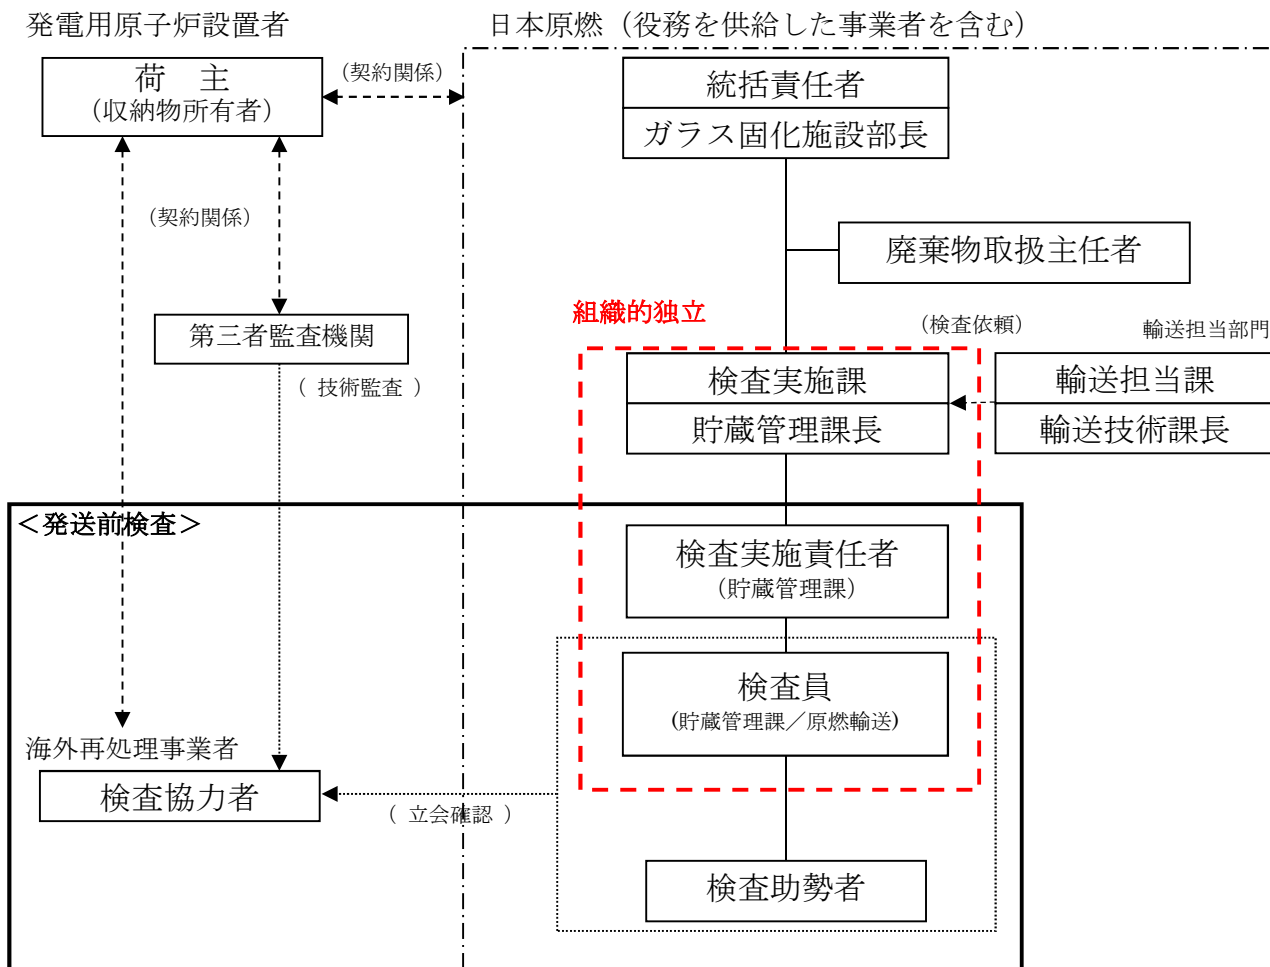 発電用原子炉設置者
日本原燃（役務を供給した事業者を含む）
荷　主
（収納物所有者）
（契約関係）
統括責任者
ガラス固化施設部長
（契約関係）
廃棄物取扱主任者
組織的独立
（検査依頼）
輸送担当部門
第三者監査機関
（ 技術監査 ）
検査実施課
貯蔵管理課長
輸送担当課
輸送技術課長
＜発送前検査＞
検査実施責任者
（貯蔵管理課）
検査員
(貯蔵管理課／原燃輸送)
海外再処理事業者
検査協力者
（ 立会確認 ）
検査助勢者